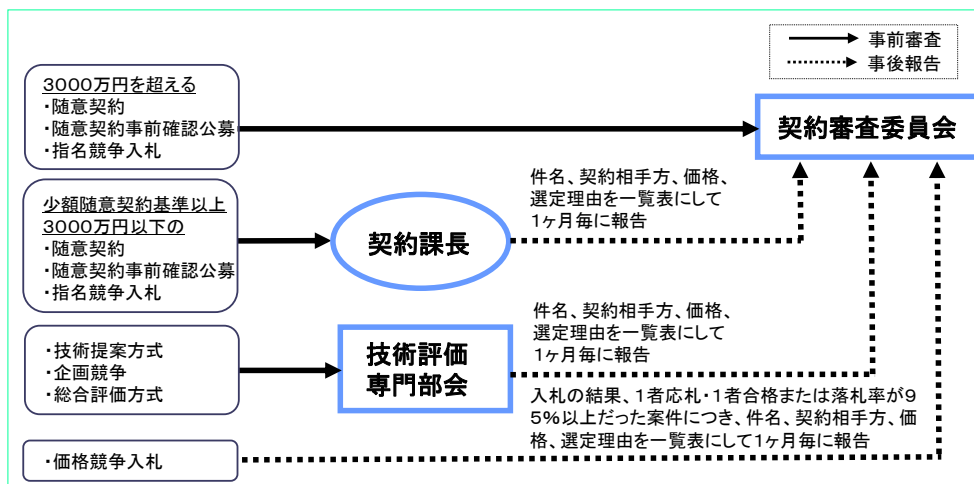 事前審査
事後報告
3000万円を超える
・随意契約
・随意契約事前確認公募
・指名競争入札
契約審査委員会
少額随意契約基準以上
3000万円以下の
・随意契約
・随意契約事前確認公募
・指名競争入札
契約課長
件名、契約相手方、価格、
選定理由を一覧表にして
1ヶ月毎に報告
・技術提案方式
・企画競争
・総合評価方式
技術評価
専門部会
件名、契約相手方、価格、
選定理由を一覧表にして
1ヶ月毎に報告
・価格競争入札
入札の結果、1者応札・1者合格または落札率が9
5%以上だった案件につき、件名、契約相手方、価
格、選定理由を一覧表にして1ヶ月毎に報告